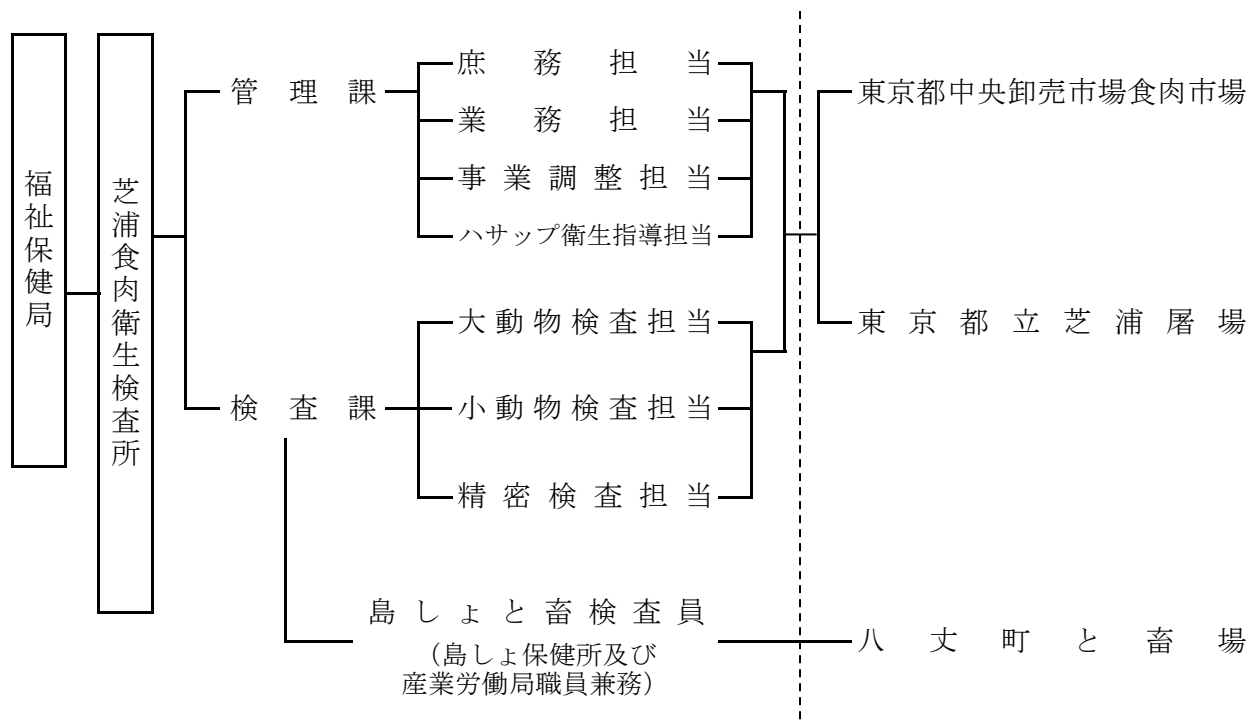 福祉保健局
芝浦食肉衛生検査所
管理課
庶務担当
業務担当
事業調整担当
ハサップ衛生指導担当
検査課
大動物検査担当
小動物検査担当
精密検査担当
島しょと畜検査員
（島しょ保健所及び
産業労働局職員兼務）
東京都中央卸売市場食肉市場
東京都立芝浦屠場
八丈町と畜場